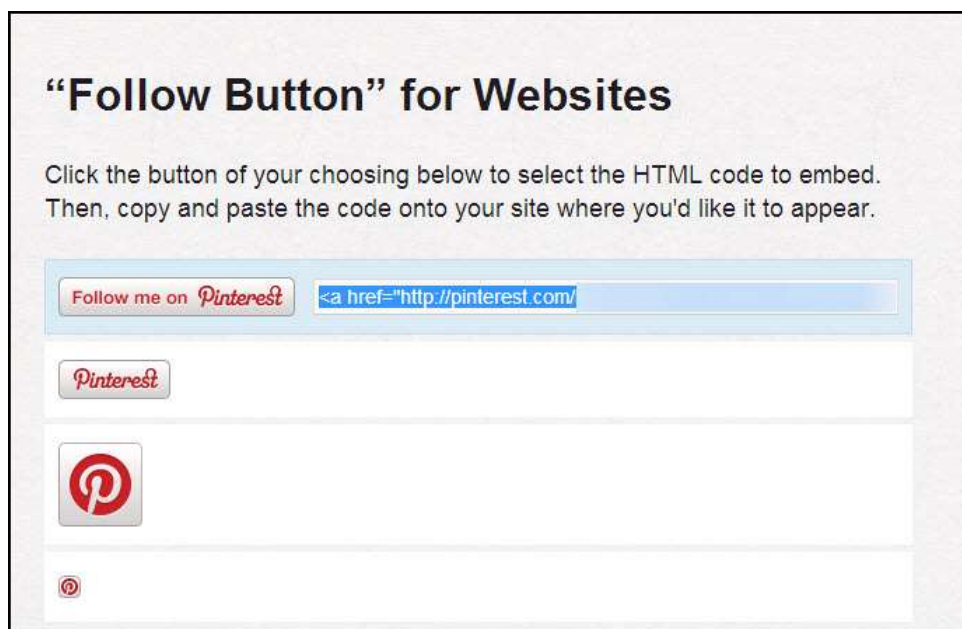 “Follow Button” for Websites
Click the button of your choosing below to select the HTML code to embed.
Then, copy and paste the code onto your site where you'd like it to appear.
Follow me on Pinterest <a href="http://pinterest.com/
Pinterest